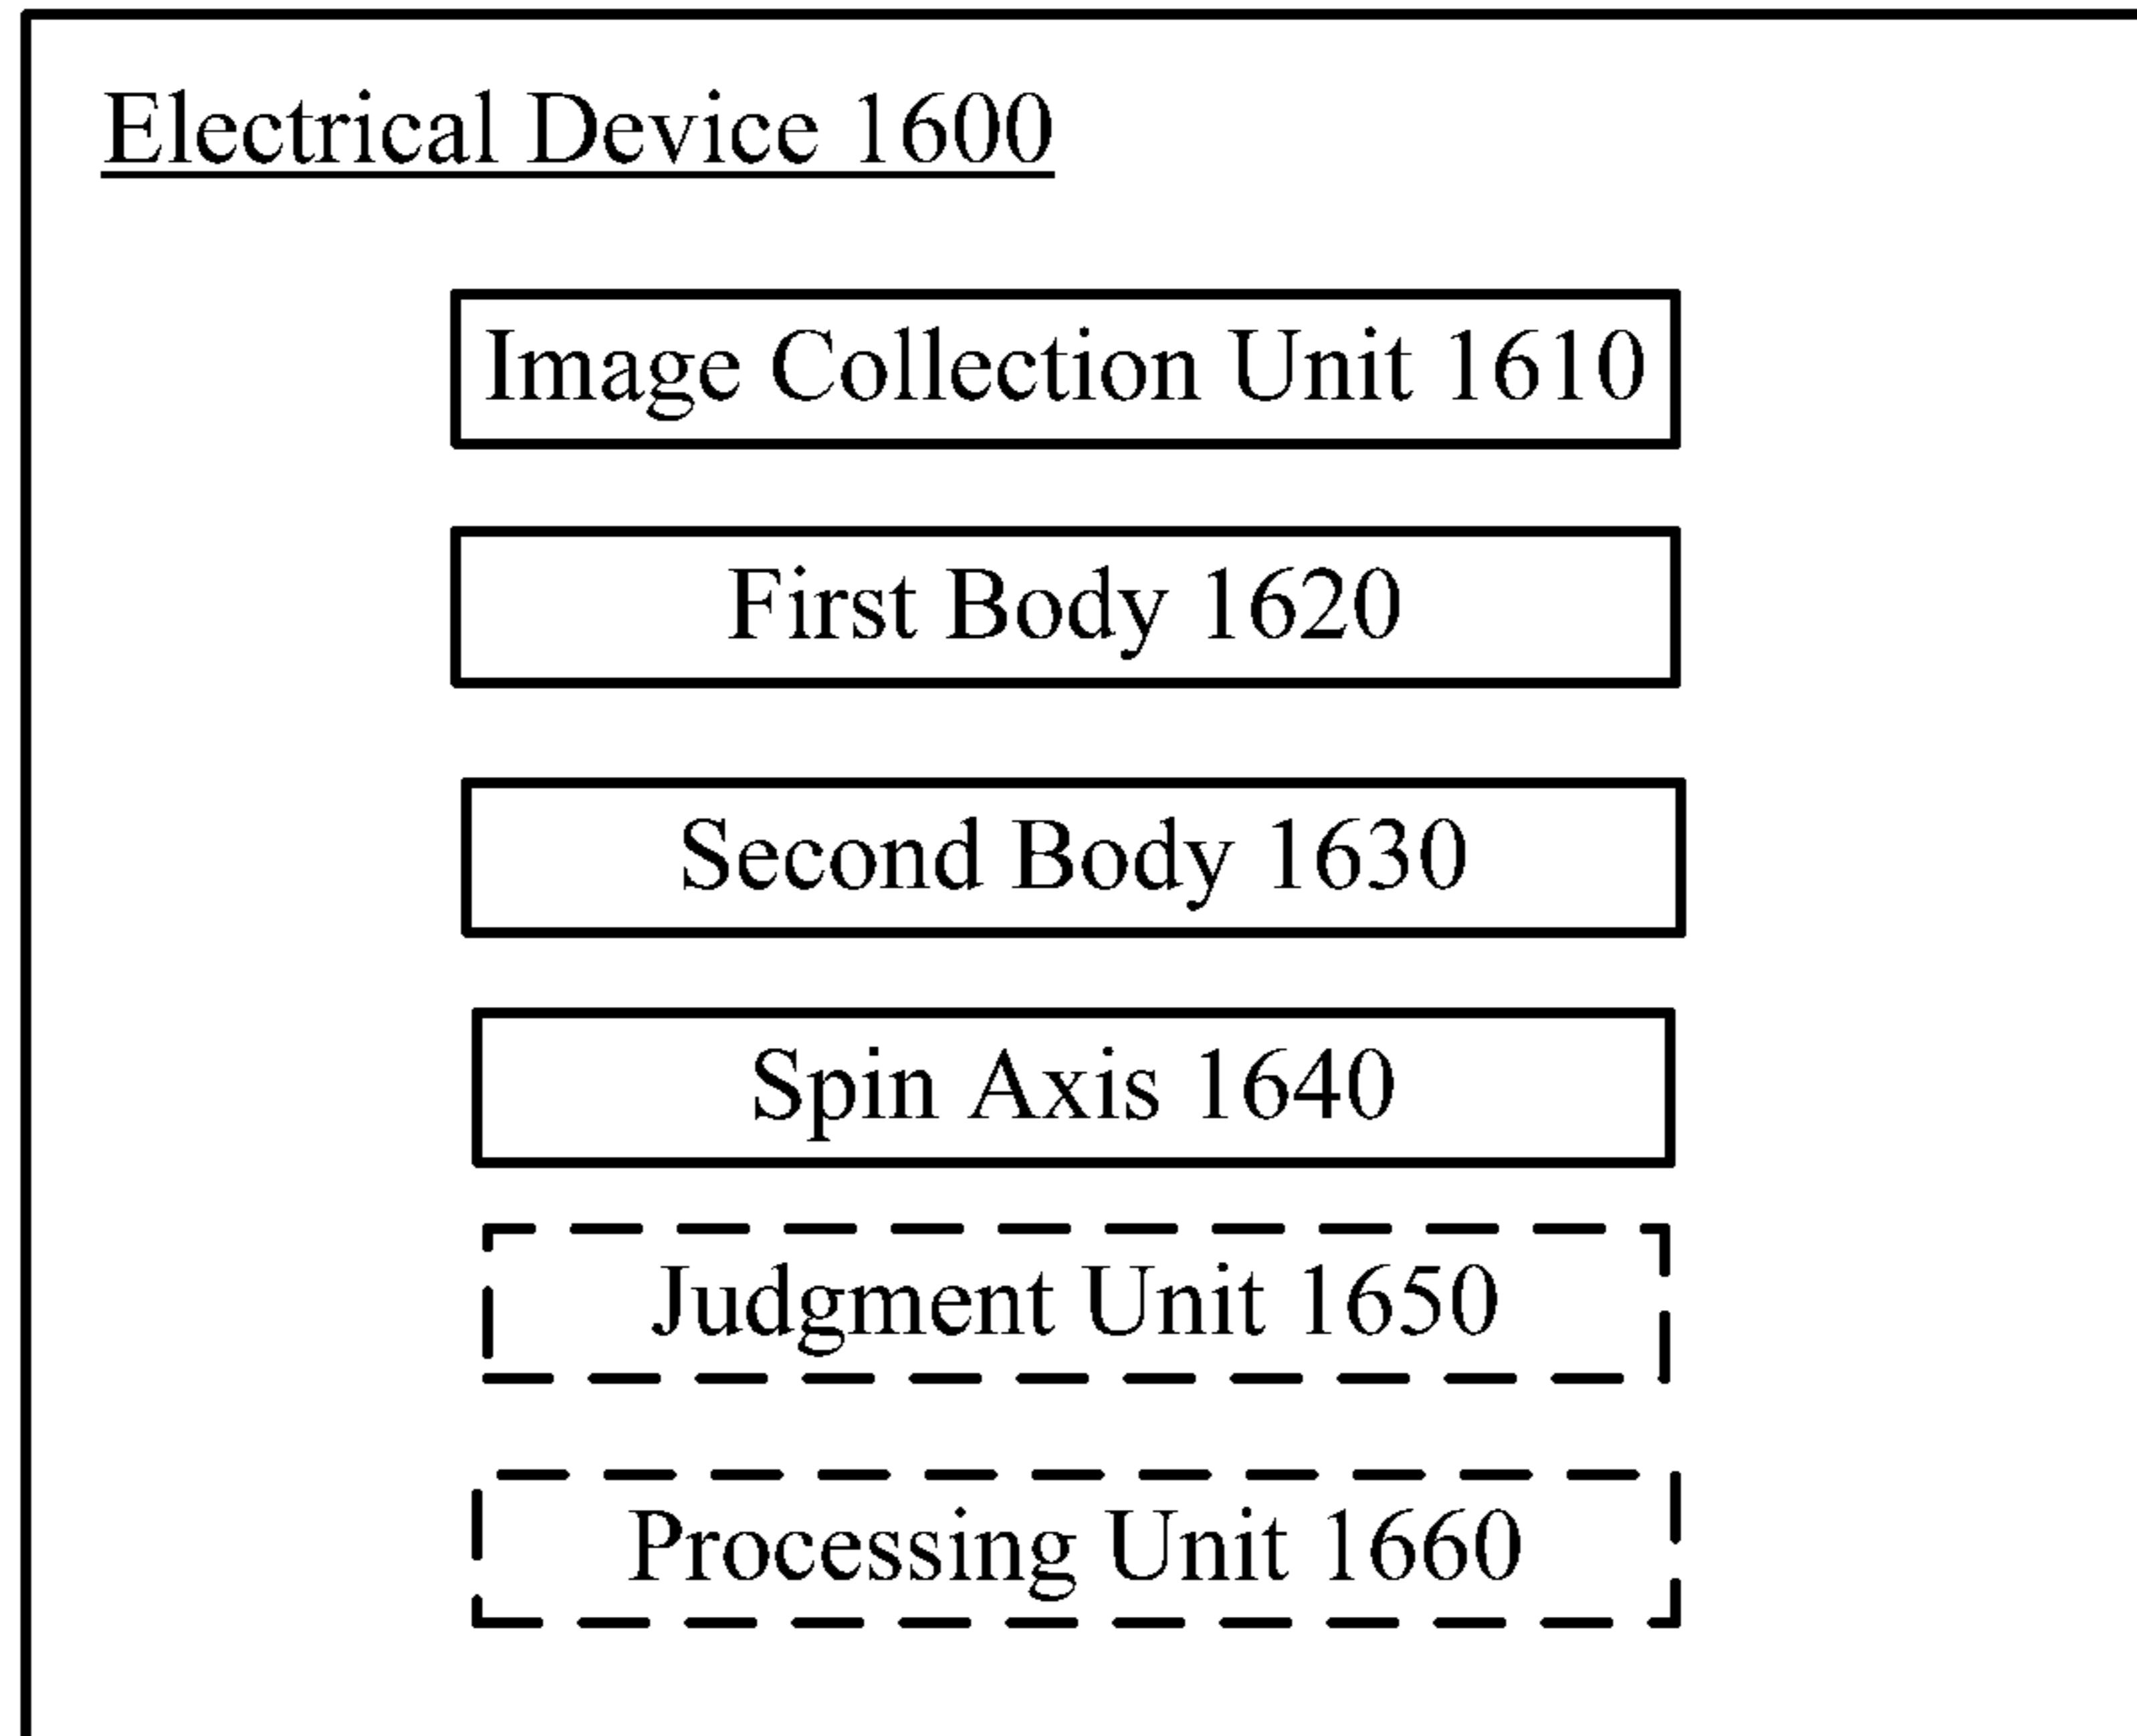 Electrical Device 1600
Image Collection Unit 1610
First Body 1620
Second Body 1630
Spin Axis 1640
Judgment Unit 1650
Processing Unit 1660